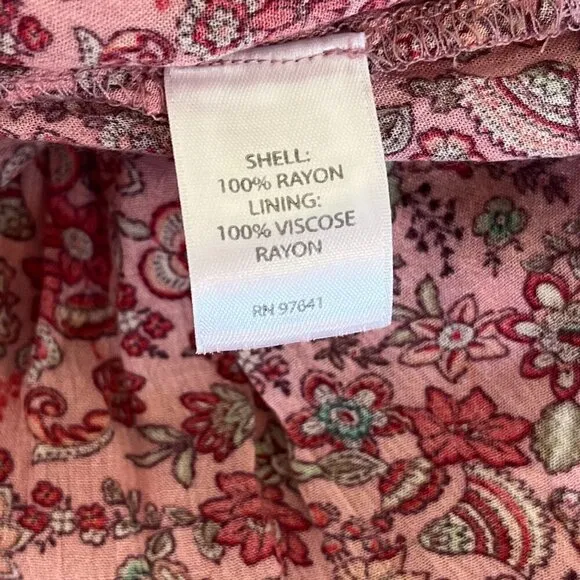 SHELL:
100% RAYON
LINING:
100% VISCOSE
RAYON
RN 97641